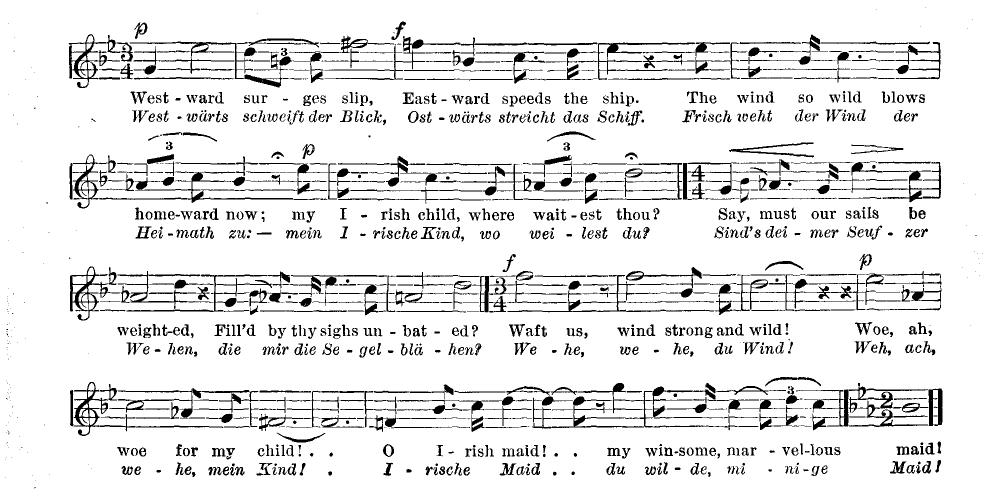 p f
West - ward sur - ges slip, East - ward speeds the ship. The wind so wild blows
West - wärts schweift der Blick, Ost - wärts streicht das Schiff. Frisch weht der Wind der
p
home-ward now; my I - rish child, where wait - est thou? Say, must our sails be
Hei - math zu: — mein I - rische Kind, wo wei - lest du? Sind's dei - mer Seuf - zer
f p
weight-ed, Fill'd by thy sighs un - bat - ed? Waft us, wind strong and wild! Woe, ah,
We - hen, die mir die Se - gel - blä - hen? We - he, we - he, du Wind! Weh, ach,
woe for my child! . . O I - rish maid! . . my win-some, mar - vel-lous maid!
we - he, mein Kind! . I - rische Maid . . du wil - de, mi - ni - ge Maid!